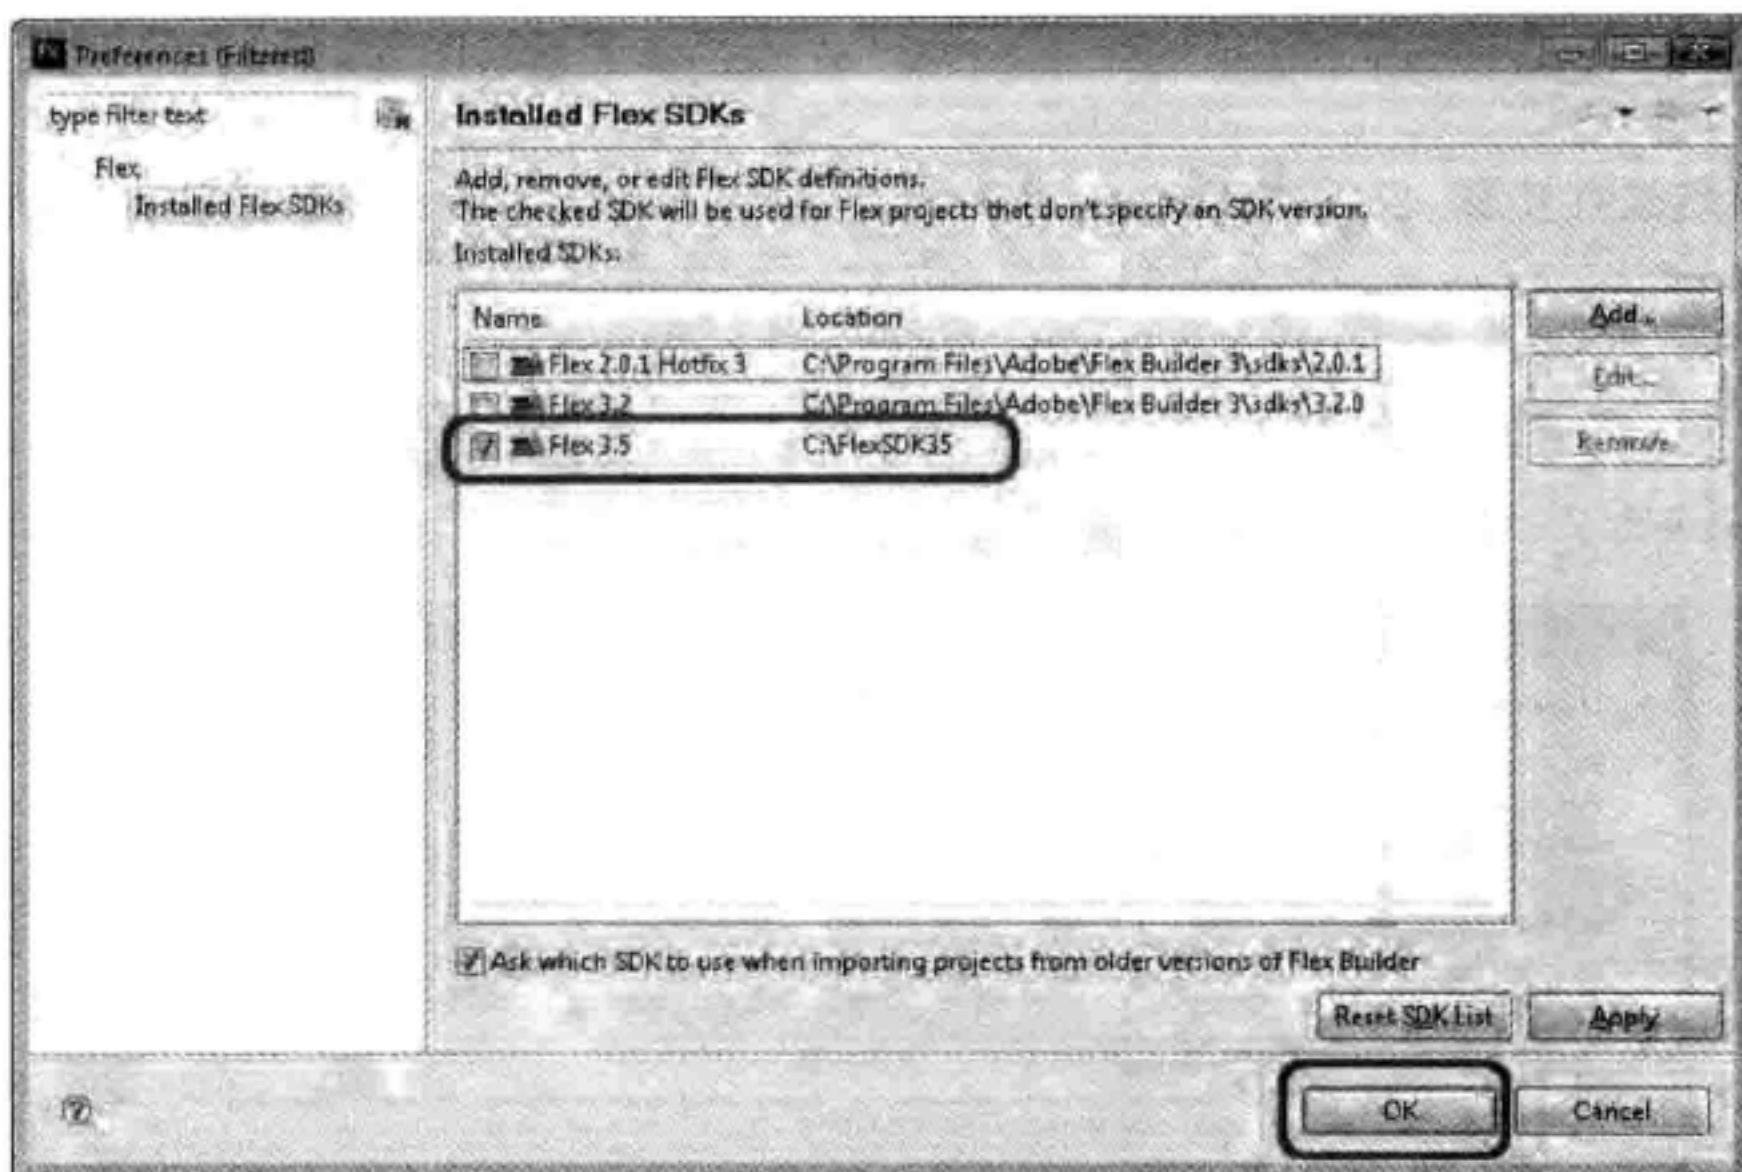 Preferences (Filtered)
type filter text
Flex
Installed Flex SDKs
Installed Flex SDKs
Add, remove, or edit Flex SDK definitions.
The checked SDK will be used for Flex projects that don't specify an SDK version.
Installed SDKs:
Name Location
Flex 2.0.1 Hotfix 3 C:\Program Files\Adobe\Flex Builder 3\sdks\2.0.1
Flex 3.2 C:\Program Files\Adobe\Flex Builder 3\sdks\3.2.0
Flex 3.5 C:\FlexSDK35
Add...
Edit...
Remove
Ask which SDK to use when importing projects from older versions of Flex Builder
Reset SDK List Apply
OK Cancel